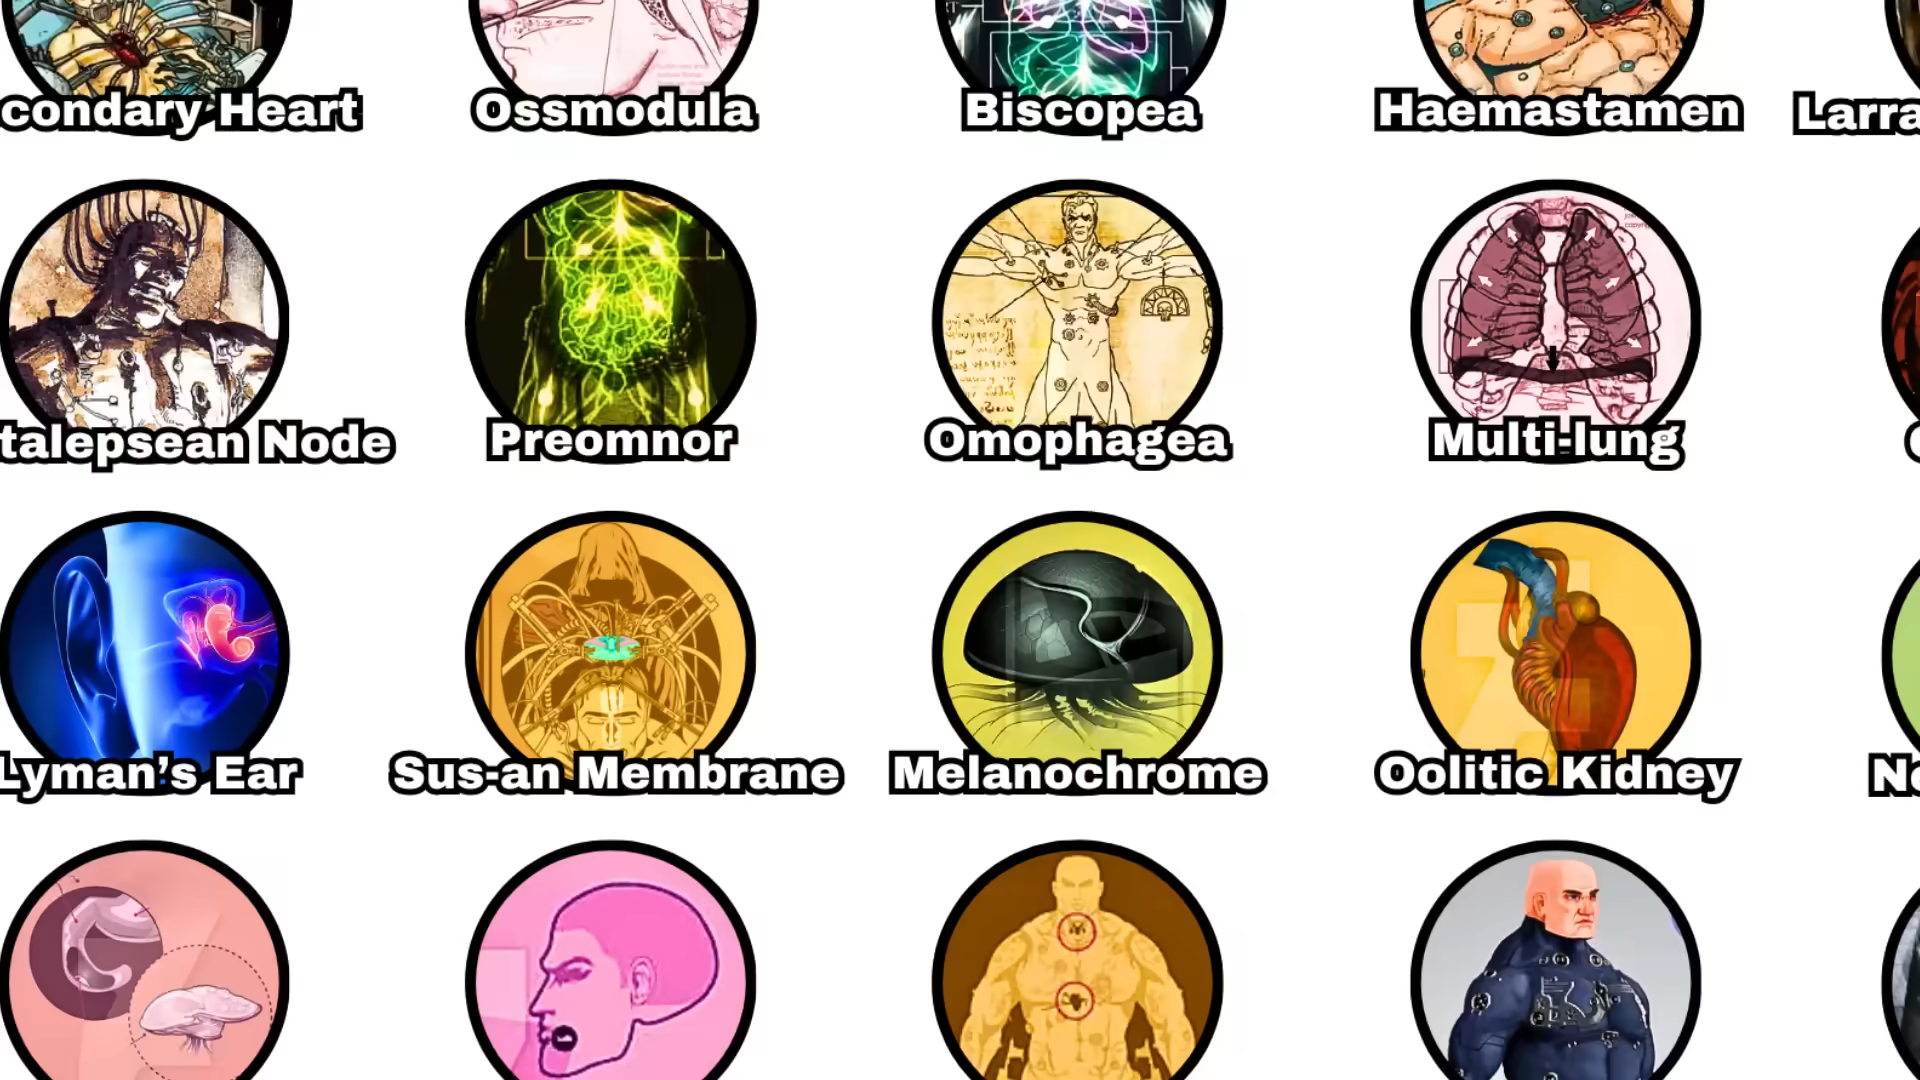 condary Heart
Ossmodula
Biscopea
Haemastamen
Larra
talepsean Node
Preomnor
Omophagea
Multi-lung
Lyman's Ear
Sus-an Membrane
Melanochrome
Oolitic Kidney